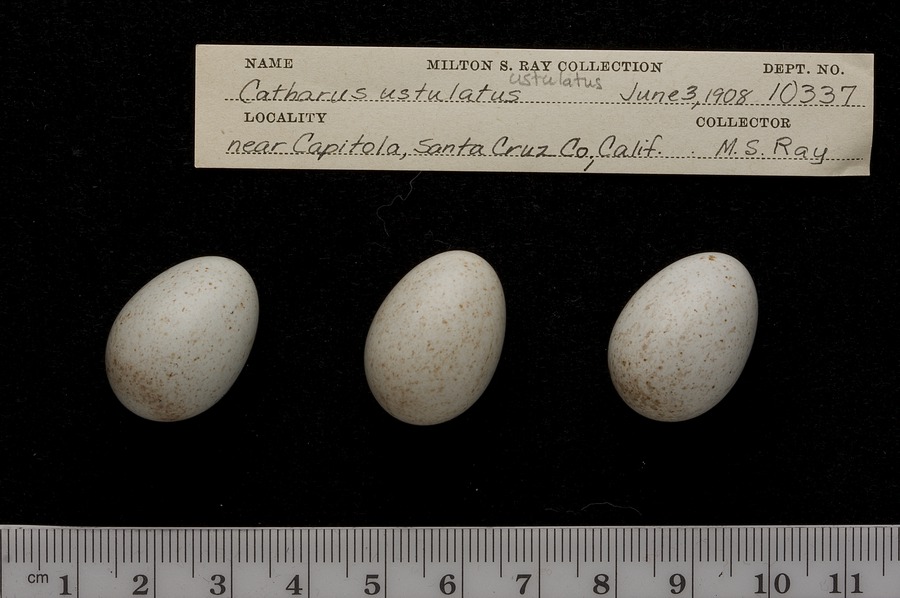 NAME MILTON S. RAY COLLECTION DEPT. NO.
ustulatus
Catharus ustulatus June 3, 1908 10337
LOCALITY COLLECTOR
near Capitola, Santa Cruz Co., Calif. M. S. Ray
cm 1 2 3 4 5 6 7 8 9 10 11